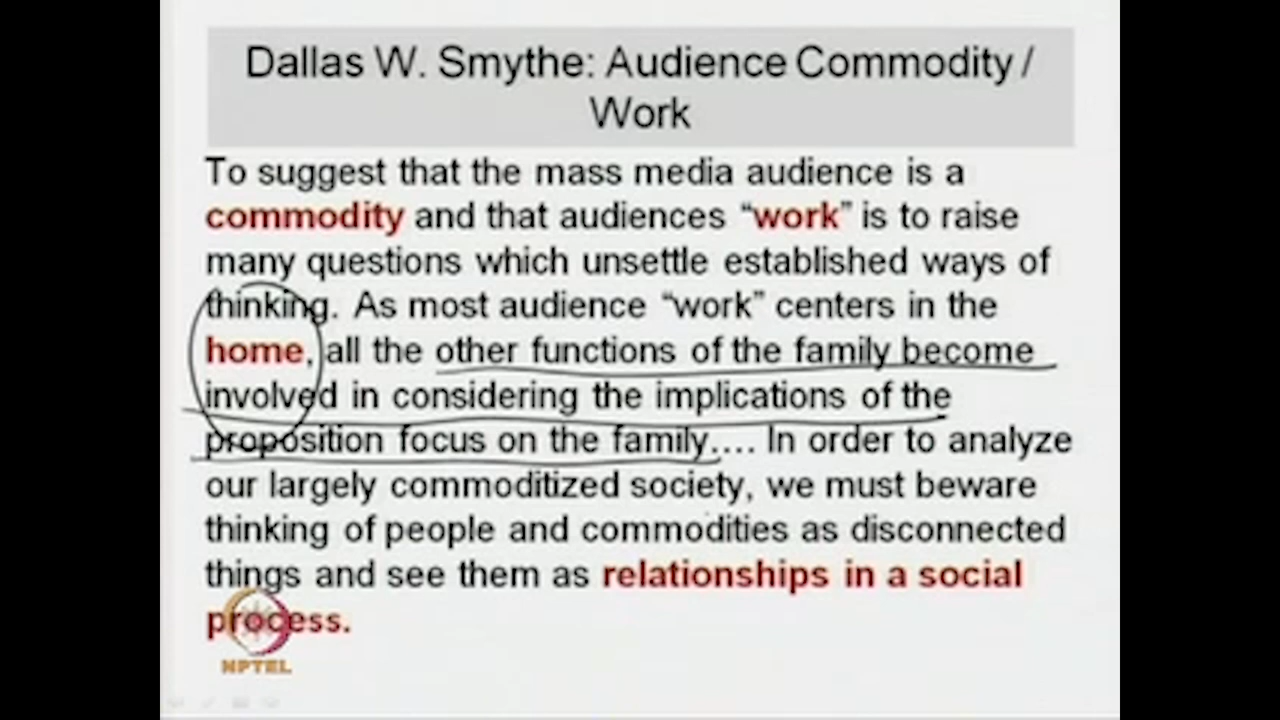 Dallas W. Smythe: Audience Commodity /
Work
To suggest that the mass media audience is a
commodity and that audiences “work” is to raise
many questions which unsettle established ways of
thinking. As most audience “work” centers in the
home, all the other functions of the family become
involved in considering the implications of the
proposition focus on the family.... In order to analyze
our largely commoditized society, we must beware
thinking of people and commodities as disconnected
things and see them as relationships in a social
process.
NPTEL